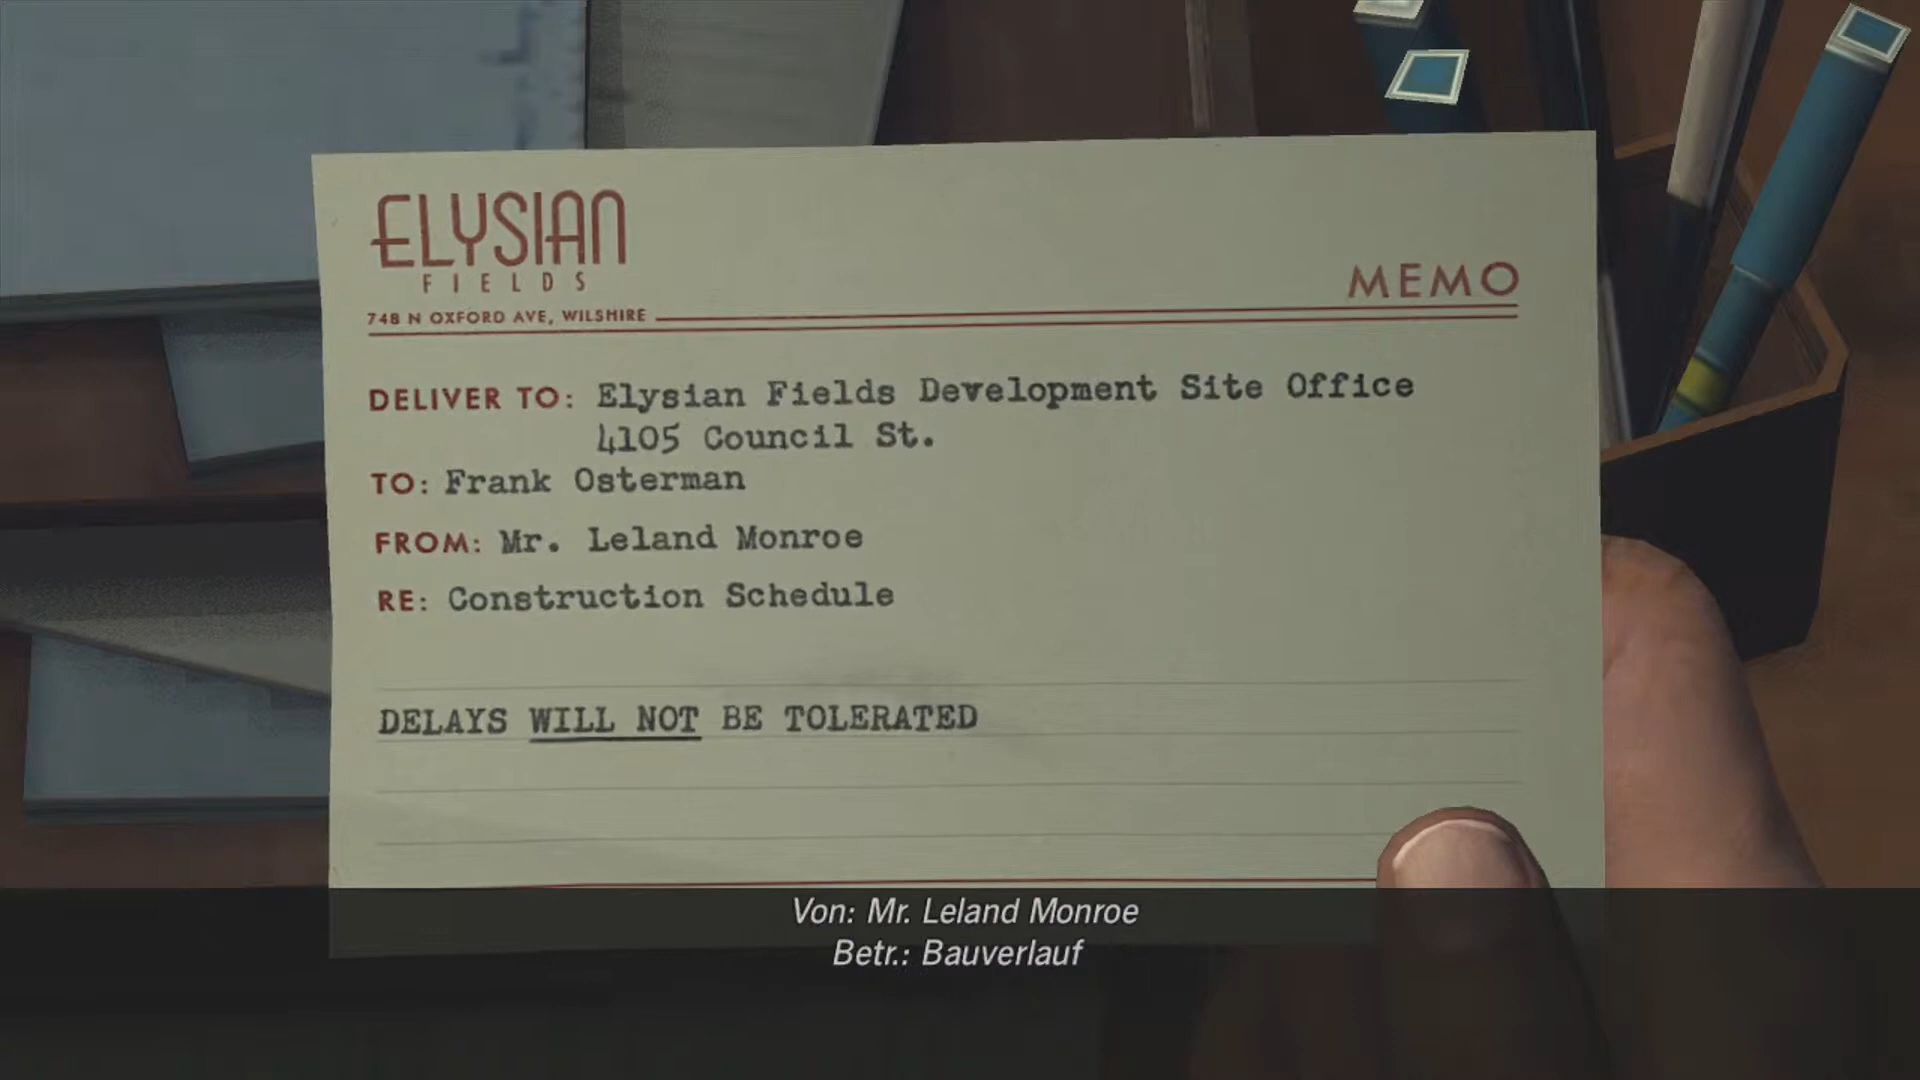 ELYSIAN
FIELDS
748 N OXFORD AVE, WILSHIRE
MEMO
DELIVER TO: Elysian Fields Development Site Office
4105 Council St.
TO: Frank Osterman
FROM: Mr. Leland Monroe
RE: Construction Schedule
DELAYS WILL NOT BE TOLERATED
Von: Mr. Leland Monroe
Betr.: Bauverlauf